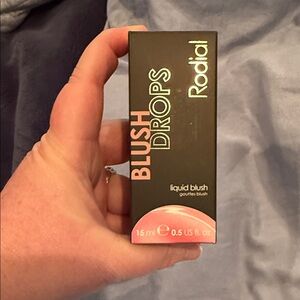 Rodial
BLUSH
DROPS
liquid blush
gouttes blush
15 ml ℮ 0.5 US fl. oz